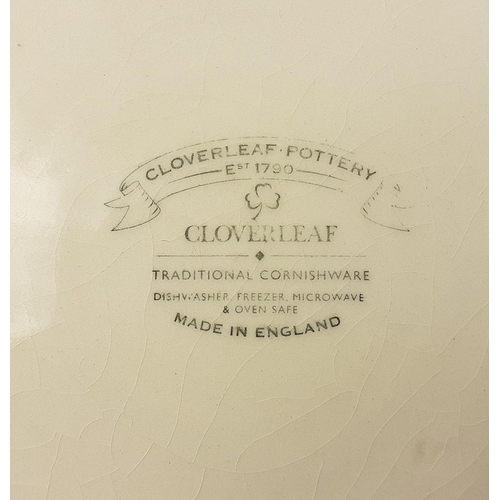 CLOVERLEAF · POTTERY
EST 1790
CLOVERLEAF
TRADITIONAL CORNISHWARE
DISHWASHER, FREEZER, MICROWAVE
& OVEN SAFE
MADE IN ENGLAND